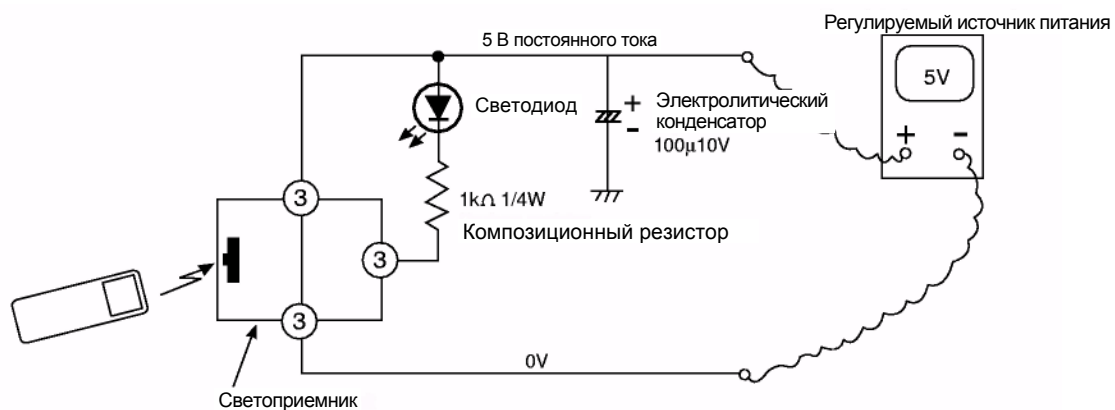 Регулируемый источник питания
5 В постоянного тока
5V
+ -
Светодиод
+
-
Электролитический
конденсатор
100μ10V
3
1kΩ 1/4W
Композиционный резистор
3
3
0V
Светоприемник